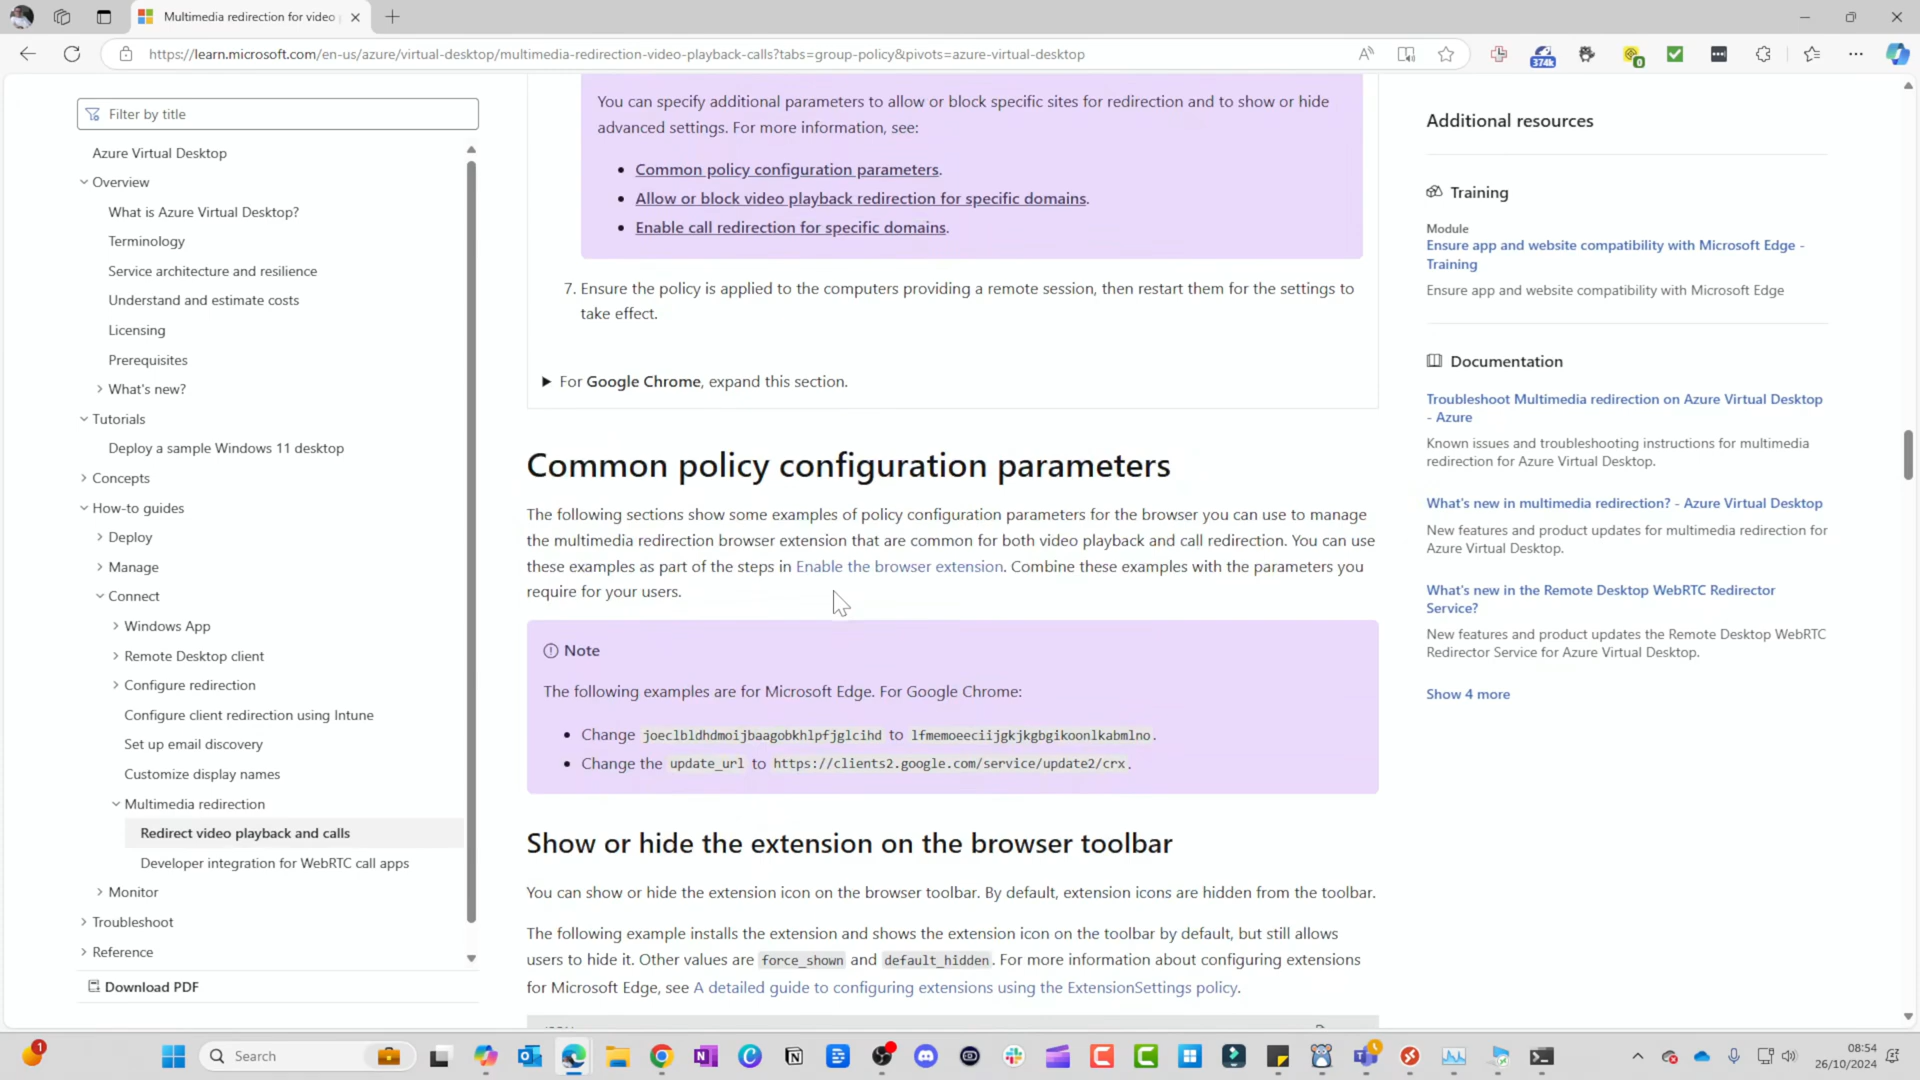 Multimedia redirection for video
https://learn.microsoft.com/en-us/azure/virtual-desktop/multimedia-redirection-video-playback-calls?tabs=group-policy&pivots=azure-virtual-desktop
374k
0
Filter by title
Azure Virtual Desktop
Overview
What is Azure Virtual Desktop?
Terminology
Service architecture and resilience
Understand and estimate costs
Licensing
Prerequisites
What's new?
Tutorials
Deploy a sample Windows 11 desktop
Concepts
How-to guides
Deploy
Manage
Connect
Windows App
Remote Desktop client
Configure redirection
Configure client redirection using Intune
Set up email discovery
Customize display names
Multimedia redirection
Redirect video playback and calls
Developer integration for WebRTC call apps
Monitor
Troubleshoot
Reference
Download PDF
You can specify additional parameters to allow or block specific sites for redirection and to show or hide
advanced settings. For more information, see:
• Common policy configuration parameters.
• Allow or block video playback redirection for specific domains.
• Enable call redirection for specific domains.
7. Ensure the policy is applied to the computers providing a remote session, then restart them for the settings to
take effect.
For Google Chrome, expand this section.
Common policy configuration parameters
The following sections show some examples of policy configuration parameters for the browser you can use to manage
the multimedia redirection browser extension that are common for both video playback and call redirection. You can use
these examples as part of the steps in Enable the browser extension. Combine these examples with the parameters you
require for your users.
Note
The following examples are for Microsoft Edge. For Google Chrome:
• Change joeclbldhdmoijbaagobkhlpfjglcihd to lfmemoeeciijgkjkgbgikoonlkabmlno.
• Change the update_url to https://clients2.google.com/service/update2/crx.
Show or hide the extension on the browser toolbar
You can show or hide the extension icon on the browser toolbar. By default, extension icons are hidden from the toolbar.
The following example installs the extension and shows the extension icon on the toolbar by default, but still allows
users to hide it. Other values are force_shown and default_hidden. For more information about configuring extensions
for Microsoft Edge, see A detailed guide to configuring extensions using the ExtensionSettings policy.
Additional resources
Training
Module
Ensure app and website compatibility with Microsoft Edge -
Training
Ensure app and website compatibility with Microsoft Edge
Documentation
Troubleshoot Multimedia redirection on Azure Virtual Desktop
- Azure
Known issues and troubleshooting instructions for multimedia
redirection for Azure Virtual Desktop.
What's new in multimedia redirection? - Azure Virtual Desktop
New features and product updates for multimedia redirection for
Azure Virtual Desktop.
What's new in the Remote Desktop WebRTC Redirector
Service?
New features and product updates the Remote Desktop WebRTC
Redirector Service for Azure Virtual Desktop.
Show 4 more
1
Search
08:54
26/10/2024